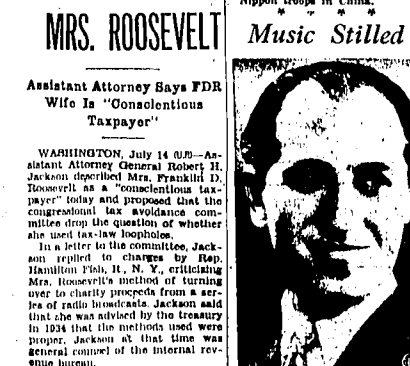 MRS. ROOSEVELT
Assistant Attorney Says FDR
Wife Is "Conscientious
Taxpayer"
WASHINGTON, July 14 (U.P.)—As-
sistant Attorney General Robert H.
Jackson described Mrs. Franklin D.
Roosevelt as a "conscientious tax-
payer" today and proposed that the
congressional tax avoidance com-
mittee drop the question of whether
she used tax-law loopholes.
In a letter to the committee, Jack-
son replied to charges by Rep.
Hamilton Fish, R., N. Y., criticizing
Mrs. Roosevelt's method of turning
over to charity proceeds from a ser-
ies of radio broadcasts. Jackson said
that she was advised by the treasury
in 1934 that the methods used were
proper. Jackson at that time was
general counsel of the internal rev-
enue bureau.
Nippon troops in China.
* * * *
Music Stilled